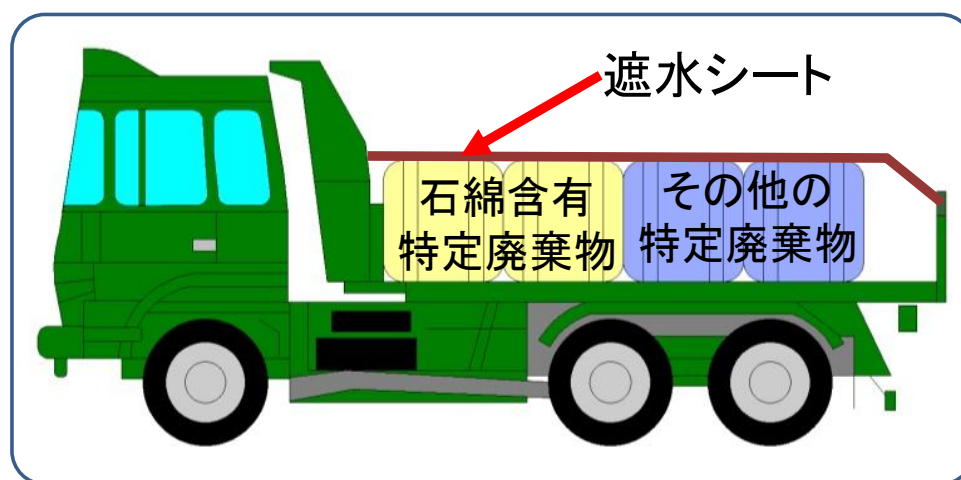 遮水シート
石綿含有
特定廃棄物
その他の
特定廃棄物